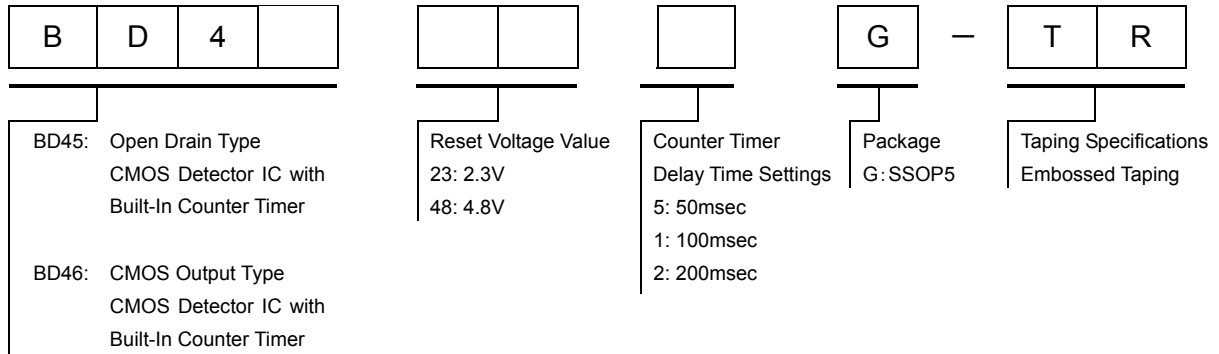 B D 4 G － T R
BD45: Open Drain Type
CMOS Detector IC with
Built-In Counter Timer
BD46: CMOS Output Type
CMOS Detector IC with
Built-In Counter Timer
Reset Voltage Value
23: 2.3V
48: 4.8V
Counter Timer
Delay Time Settings
5: 50msec
1: 100msec
2: 200msec
Package
G:SSOP5
Taping Specifications
Embossed Taping